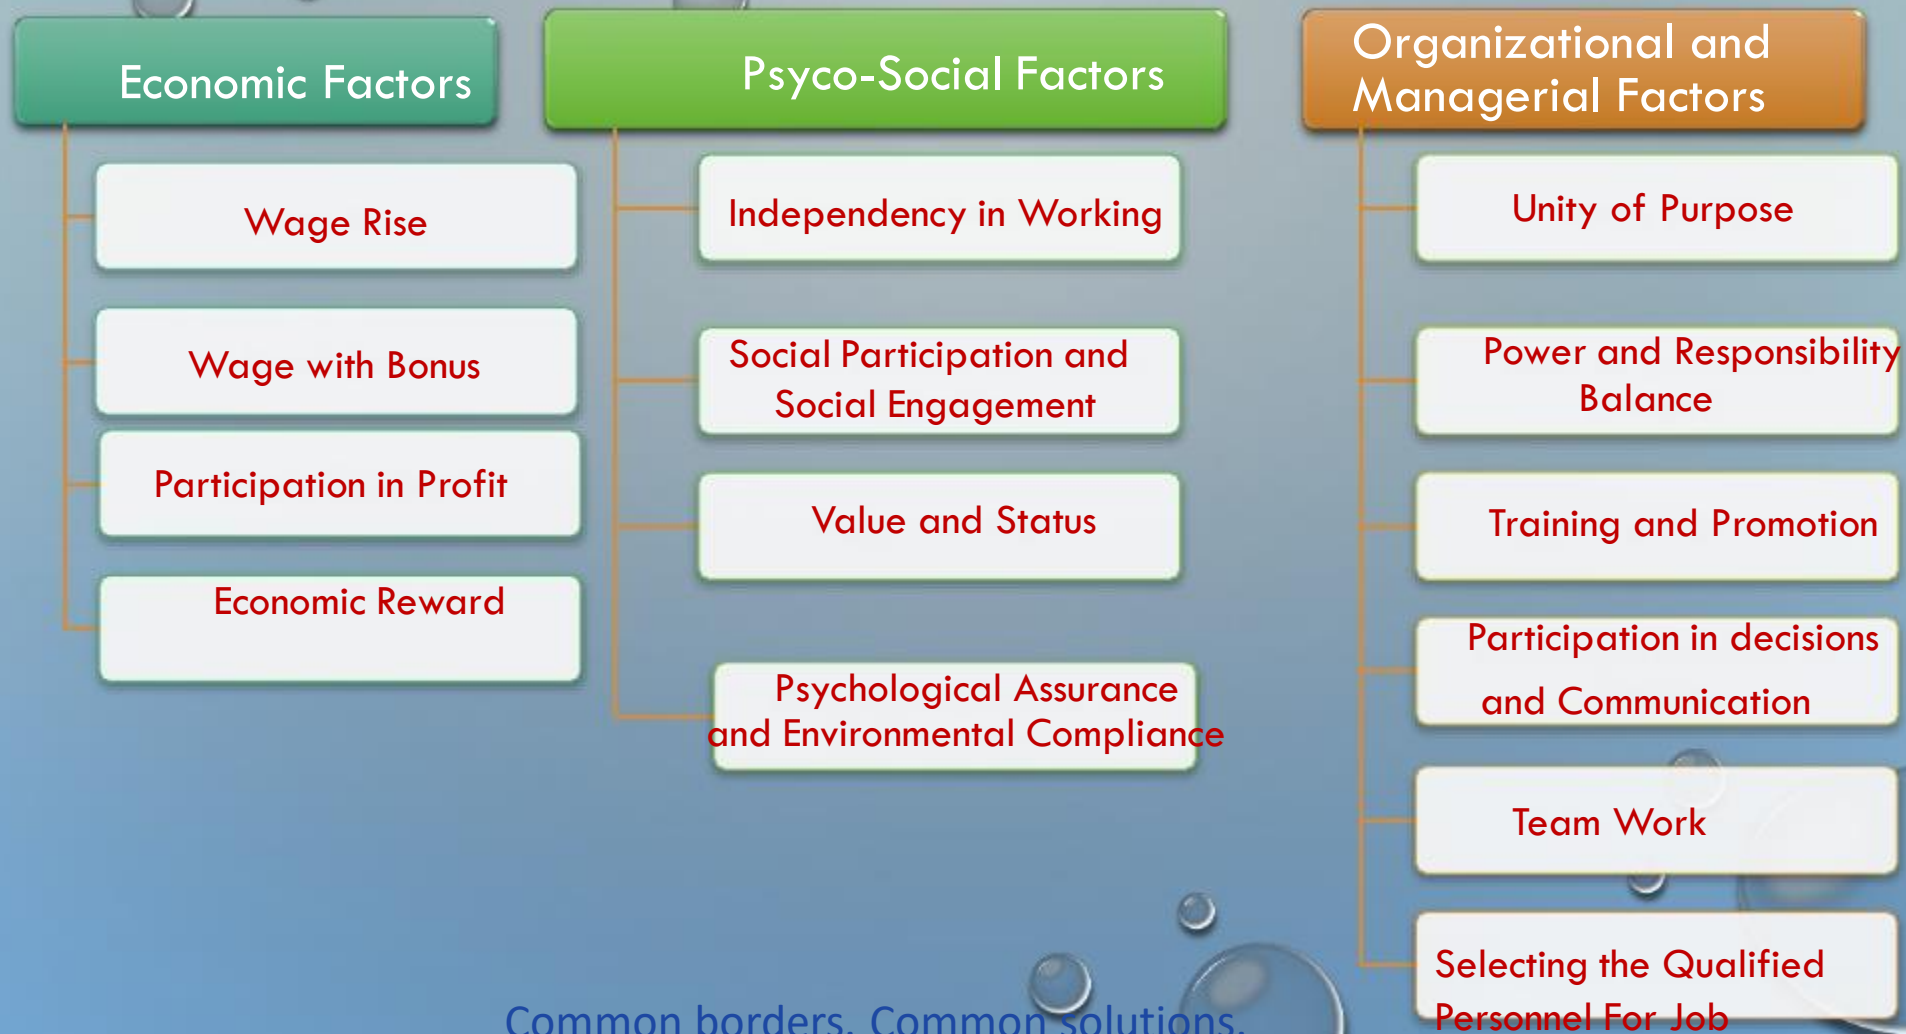 Economic Factors
Wage Rise
Wage with Bonus
Participation in Profit
Economic Reward
Psyco-Social Factors
Independency in Working
Social Participation and
Social Engagement
Value and Status
Psychological Assurance
and Environmental Compliance
Organizational and
Managerial Factors
Unity of Purpose
Power and Responsibility
Balance
Training and Promotion
Participation in decisions
and Communication
Team Work
Selecting the Qualified
Personnel For Job
Common borders. Common solutions.